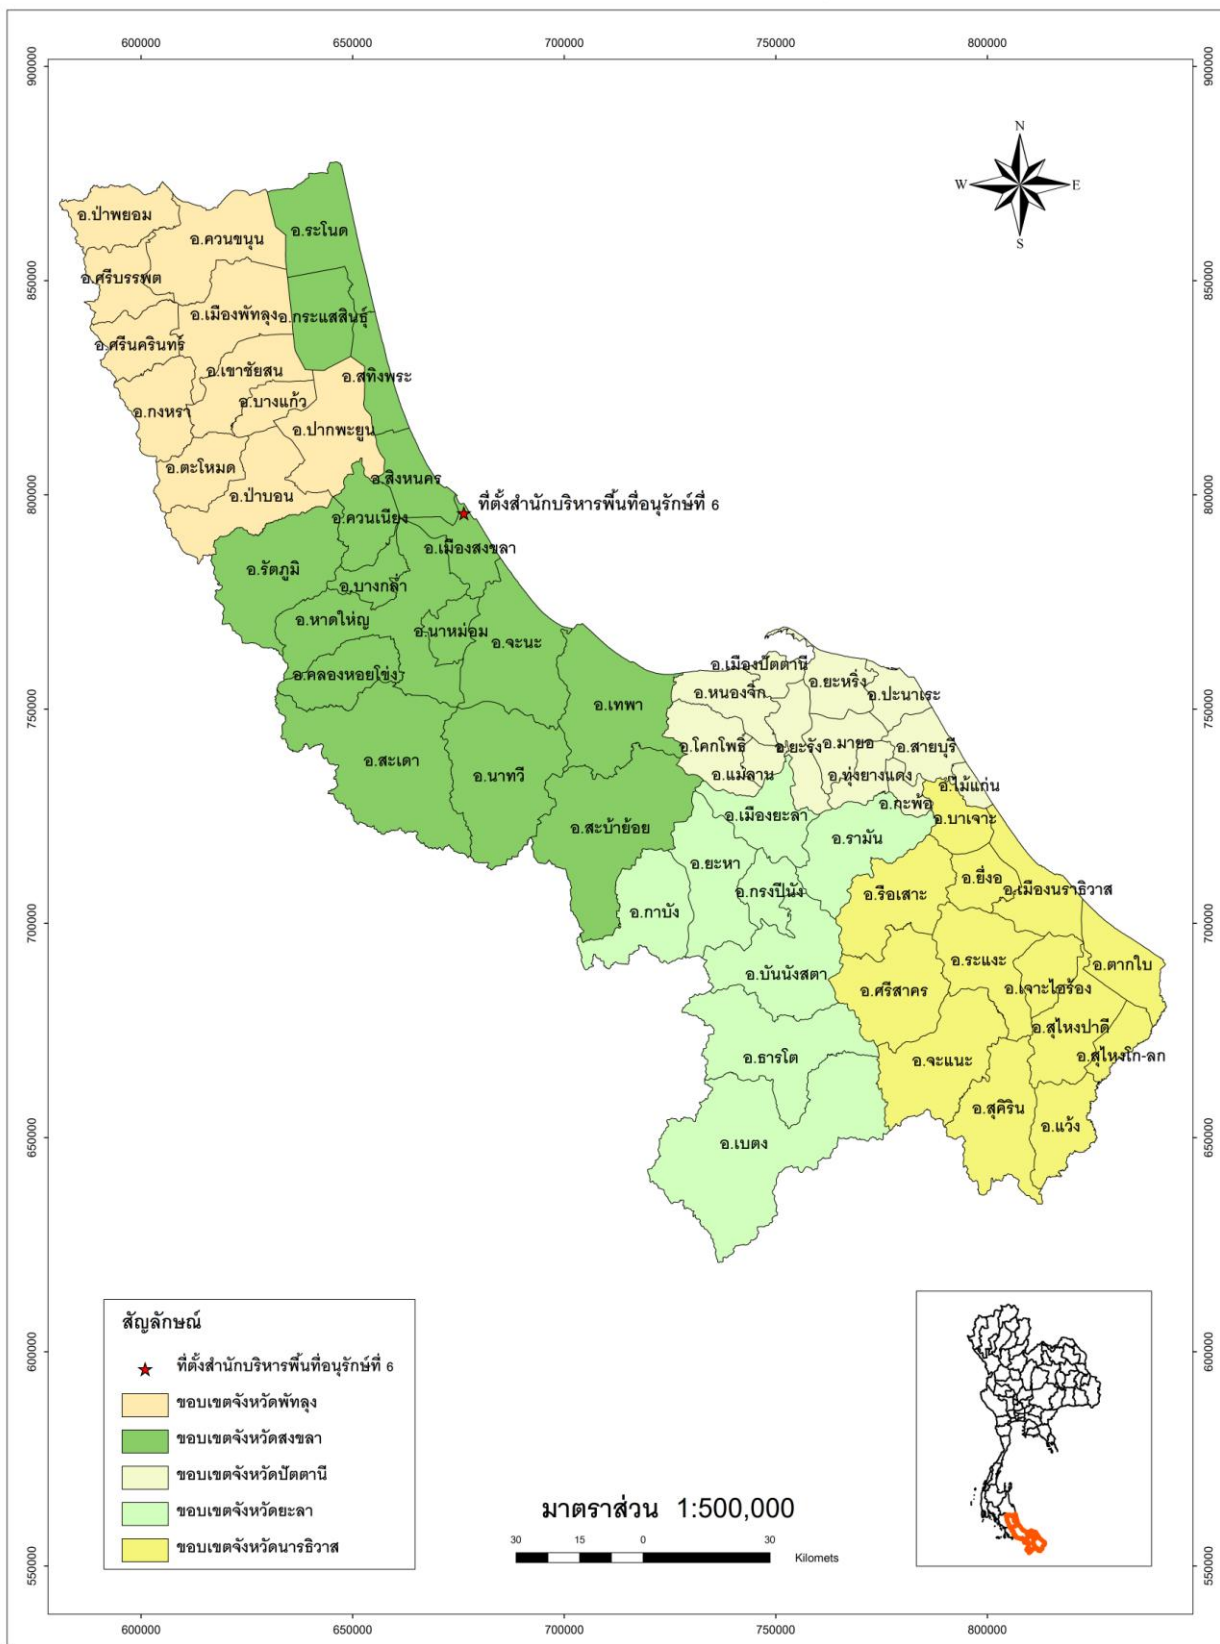 600000 650000 700000 750000 800000
900000 900000
N
W E
S
อ.ป่าพยอม
อ.ควนขนุน
อ.ระโนด
850000 850000
อ.ศรีบรรพต
อ.เมืองพัทลุง
อ.กระแสสินธุ์
อ.ศรีนครินทร์
อ.เขาชัยสน
อ.สทิงพระ
อ.บางแก้ว
อ.กงหรา
อ.ปากพะยูน
อ.ตะโหมด
อ.สิงหนคร
อ.ป่าบอน
800000 800000
ที่ตั้งสำนักบริหารพื้นที่อนุรักษ์ที่ 6
อ.ควนเนียง
อ.เมืองสงขลา
อ.รัตภูมิ
อ.บางกล่ำ
อ.หาดใหญ่
อ.นาหม่อม
อ.จะนะ
อ.คลองหอยโข่ง
อ.เมืองปัตตานี
อ.ยะหริ่ง
อ.หนองจิก
อ.ปะนาเระ
750000 750000
อ.เทพา
อ.โคกโพธิ์
อ.ยะรัง
อ.มายอ
อ.สายบุรี
อ.สะเดา
อ.นาทวี
อ.แม่ลาน
อ.ทุ่งยางแดง
อ.ไม้แก่น
อ.กะพ้อ
อ.สะบ้าย้อย
อ.เมืองยะลา
อ.บาเจาะ
อ.รามัน
อ.ยะหา
อ.กรงปินัง
อ.รือเสาะ
อ.ยี่งอ
อ.เมืองนราธิวาส
อ.กาบัง
700000 700000
อ.บันนังสตา
อ.ระแงะ
อ.ตากใบ
อ.ศรีสาคร
อ.เจาะไอร้อง
อ.สุไหงปาดี
อ.ธารโต
อ.จะแนะ
อ.สุไหงโก-ลก
อ.สุคิริน
อ.แว้ง
650000 650000
อ.เบตง
สัญลักษณ์
ที่ตั้งสำนักบริหารพื้นที่อนุรักษ์ที่ 6
ขอบเขตจังหวัดพัทลุง
ขอบเขตจังหวัดสงขลา
ขอบเขตจังหวัดปัตตานี
ขอบเขตจังหวัดยะลา
ขอบเขตจังหวัดนารธิวาส
600000 600000
มาตราส่วน 1:500,000
30 15 0 30
Kilomets
550000 550000
600000 650000 700000 750000 800000